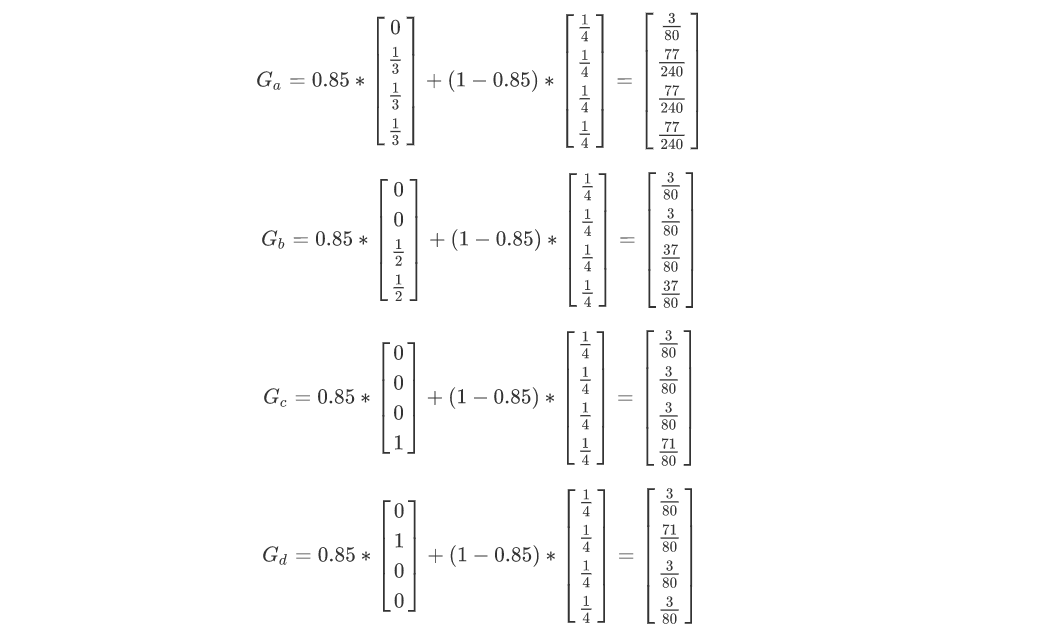 $G_a = 0.85 * \begin{bmatrix} 0 \\ \frac{1}{3} \\ \frac{1}{3} \\ \frac{1}{3} \end{bmatrix} + (1 - 0.85) * \begin{bmatrix} \frac{1}{4} \\ \frac{1}{4} \\ \frac{1}{4} \\ \frac{1}{4} \end{bmatrix} = \begin{bmatrix} \frac{3}{80} \\ \frac{77}{240} \\ \frac{77}{240} \\ \frac{77}{240} \end{bmatrix}$
$G_b = 0.85 * \begin{bmatrix} 0 \\ 0 \\ \frac{1}{2} \\ \frac{1}{2} \end{bmatrix} + (1 - 0.85) * \begin{bmatrix} \frac{1}{4} \\ \frac{1}{4} \\ \frac{1}{4} \\ \frac{1}{4} \end{bmatrix} = \begin{bmatrix} \frac{3}{80} \\ \frac{3}{80} \\ \frac{37}{80} \\ \frac{37}{80} \end{bmatrix}$
$G_c = 0.85 * \begin{bmatrix} 0 \\ 0 \\ 0 \\ 1 \end{bmatrix} + (1 - 0.85) * \begin{bmatrix} \frac{1}{4} \\ \frac{1}{4} \\ \frac{1}{4} \\ \frac{1}{4} \end{bmatrix} = \begin{bmatrix} \frac{3}{80} \\ \frac{3}{80} \\ \frac{3}{80} \\ \frac{71}{80} \end{bmatrix}$
$G_d = 0.85 * \begin{bmatrix} 0 \\ 1 \\ 0 \\ 0 \end{bmatrix} + (1 - 0.85) * \begin{bmatrix} \frac{1}{4} \\ \frac{1}{4} \\ \frac{1}{4} \\ \frac{1}{4} \end{bmatrix} = \begin{bmatrix} \frac{3}{80} \\ \frac{71}{80} \\ \frac{3}{80} \\ \frac{3}{80} \end{bmatrix}$